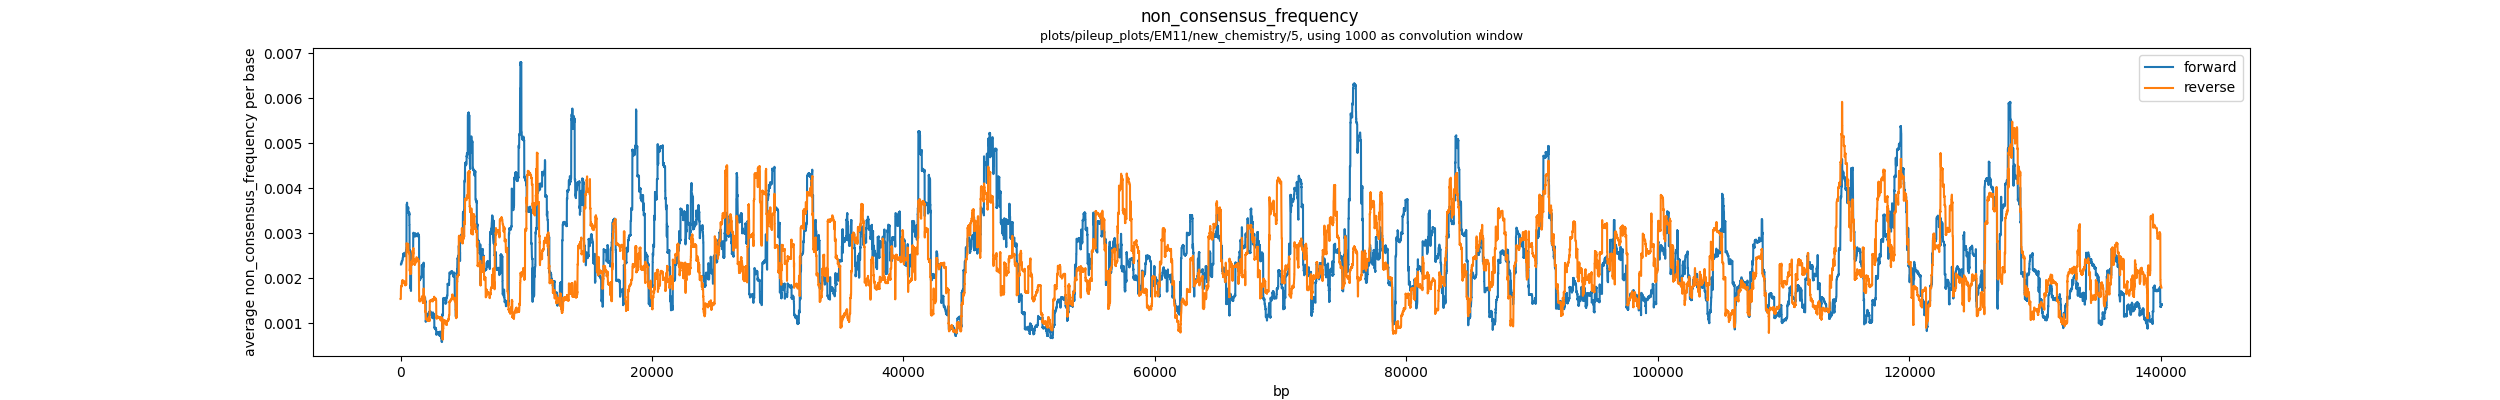 non_consensus_frequency
plots/pileup_plots/EM11/new_chemistry/5, using 1000 as convolution window
average non_consensus_frequency per base
0.007
0.006
0.005
0.004
0.003
0.002
0.001
forward
reverse
0 20000 40000 60000 80000 100000 120000 140000
bp